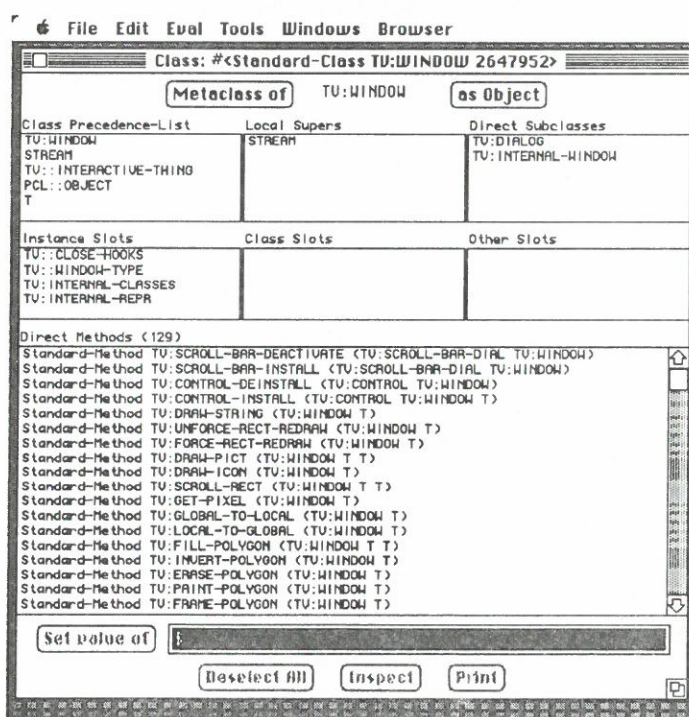 File Edit Eval Tools Windows Browser
Class: #<Standard-Class TV:WINDOW 2647952>
Metaclass of TV:WINDOW as Object
Class Precedence-List Local Supers Direct Subclasses
TV:WINDOW STREAM TV:DIALOG
STREAM TV:INTERNAL-WINDOW
TV::INTERACTIVE-THING
PCL::OBJECT
T
Instance Slots Class Slots Other Slots
TV::CLOSE-HOOKS
TV::WINDOW-TYPE
TV:INTERNAL-CLASSES
TV:INTERNAL-REPR
Direct Methods (129)
Standard-Method TV:SCROLL-BAR-DEACTIVATE (TV:SCROLL-BAR-DIAL TV:WINDOW)
Standard-Method TV:SCROLL-BAR-INSTALL (TV:SCROLL-BAR-DIAL TV:WINDOW)
Standard-Method TV:CONTROL-DEINSTALL (TV:CONTROL TV:WINDOW)
Standard-Method TV:CONTROL-INSTALL (TV:CONTROL TV:WINDOW T)
Standard-Method TV:DRAW-STRING (TV:WINDOW T)
Standard-Method TV:UNFORCE-RECT-REDRAW (TV:WINDOW T)
Standard-Method TV:FORCE-RECT-REDRAW (TV:WINDOW T)
Standard-Method TV:DRAW-PICT (TV:WINDOW T T)
Standard-Method TV:DRAW-ICON (TV:WINDOW T)
Standard-Method TV:SCROLL-RECT (TV:WINDOW T T T)
Standard-Method TV:GET-PIXEL (TV:WINDOW T)
Standard-Method TV:GLOBAL-TO-LOCAL (TV:WINDOW T)
Standard-Method TV:LOCAL-TO-GLOBAL (TV:WINDOW T)
Standard-Method TV:FILL-POLYGON (TV:WINDOW T T)
Standard-Method TV:INVERT-POLYGON (TV:WINDOW T)
Standard-Method TV:ERASE-POLYGON (TV:WINDOW T)
Standard-Method TV:PAINT-POLYGON (TV:WINDOW T)
Standard-Method TV:FRAME-POLYGON (TV:WINDOW T)
Set value of
Deselect All Inspect Print